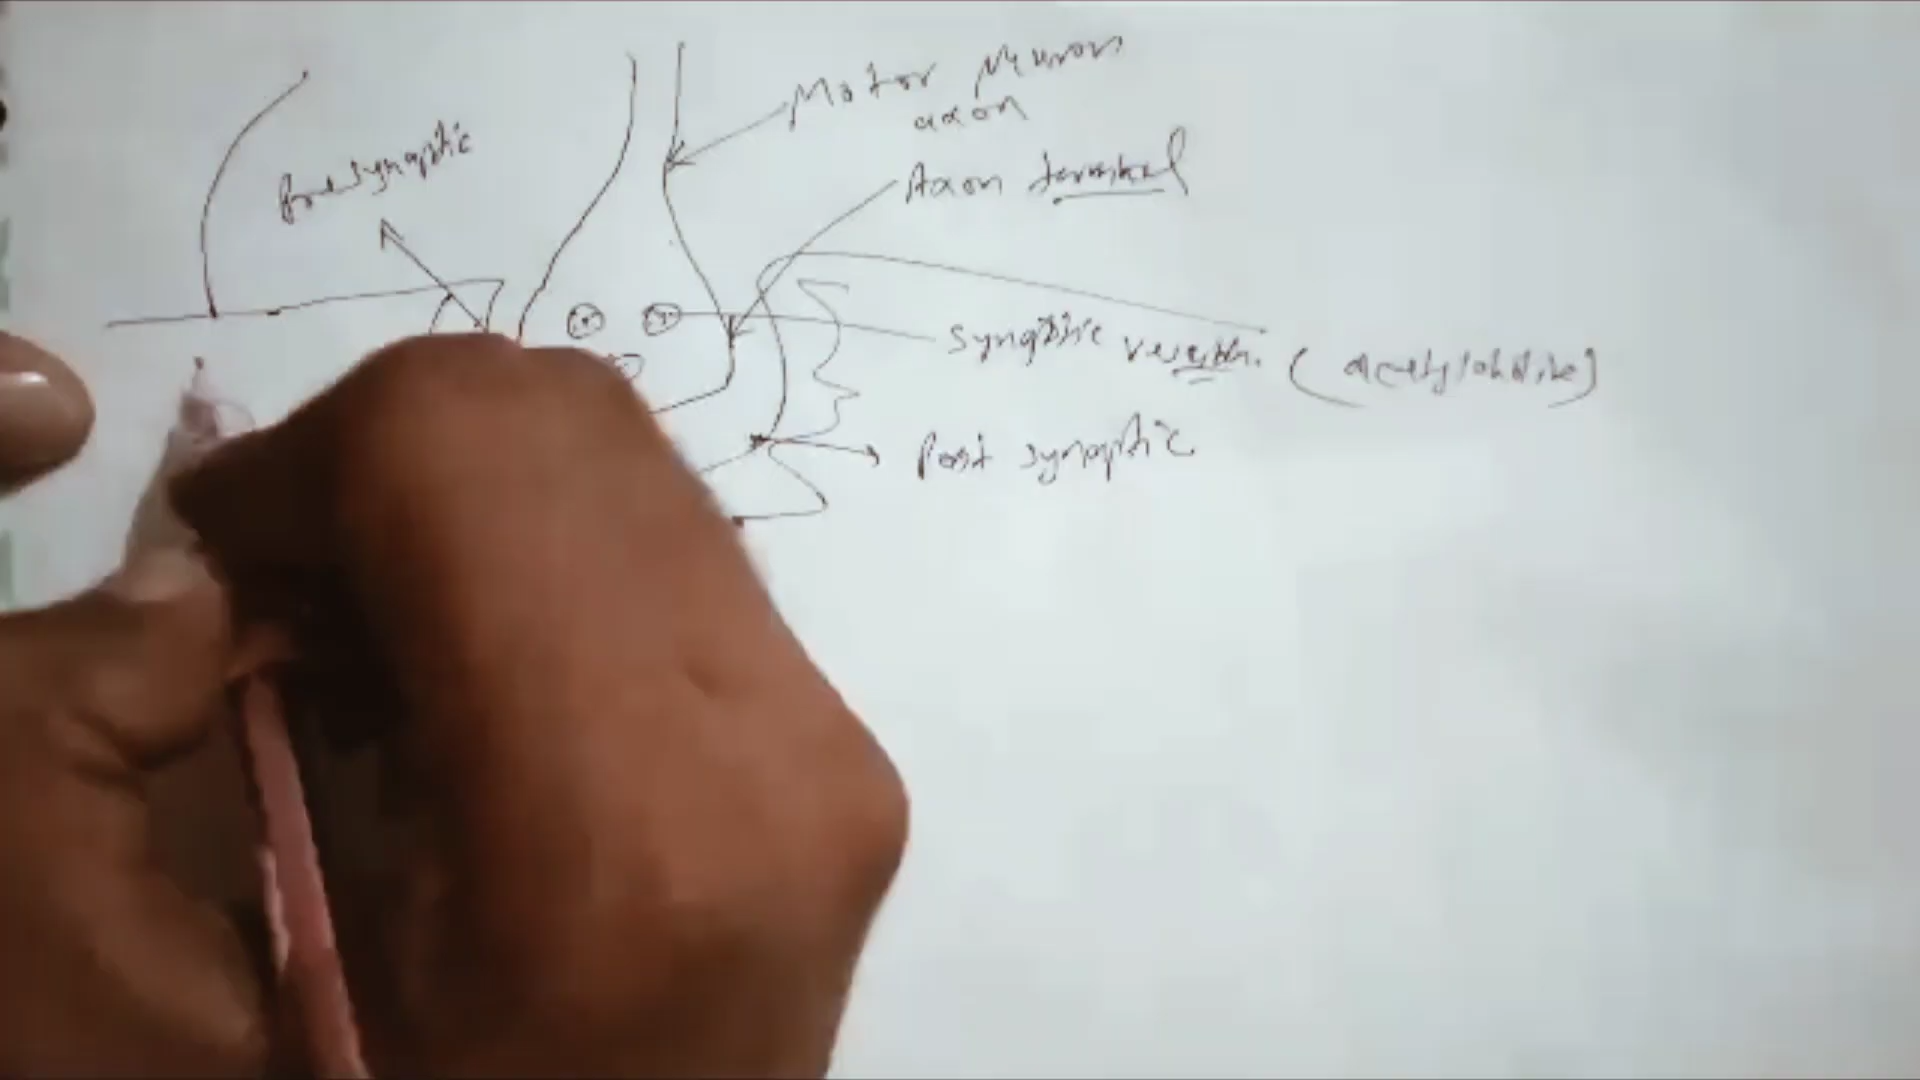 Motor Neuron
axon
Presynaptic
Axon terminal
Synaptic vesicle. (acetylcholine)
Post synaptic